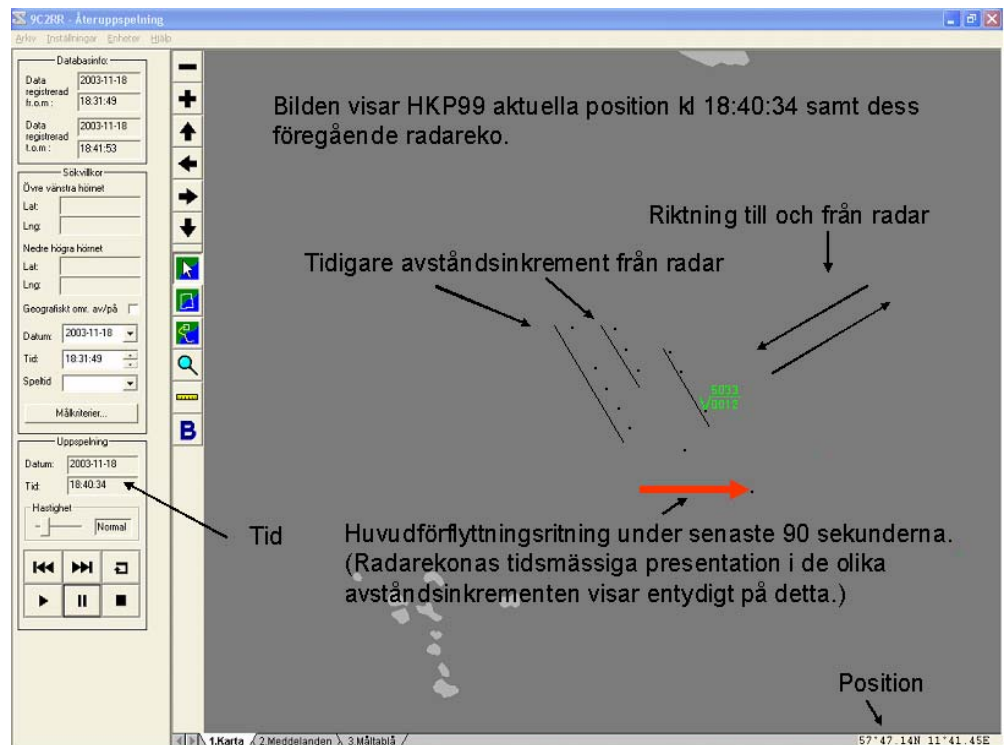 9C2RR - Återuppspelning
Arkiv Inställningar Enheter Hjälp
Databasinfo:
Data registrerad fr.o.m :
2003-11-18
18:31:49
Data registrerad t.o.m :
2003-11-18
18:41:53
Sökvillkor
Övre vänstra hörnet
Lat:
Lng:
Nedre högra hörnet
Lat:
Lng:
Geografiskt omr. av/på
Datum: 2003-11-18
Tid: 18:31:49
Speltid
Målkriterier...
Uppspelning
Datum: 2003-11-18
Tid: 18:40:34
Hastighet
Normal
B
Bilden visar HKP99 aktuella position kl 18:40:34 samt dess
föregående radareko.
Riktning till och från radar
Tidigare avståndsinkrement från radar
5033
0012
Tid
Huvudförflyttningsritning under senaste 90 sekunderna.
(Radarekonas tidsmässiga presentation i de olika
avståndsinkrementen visar entydigt på detta.)
Position
1.Karta 2.Meddelanden 3.Måltablå
57°47.14N 11°41.45E